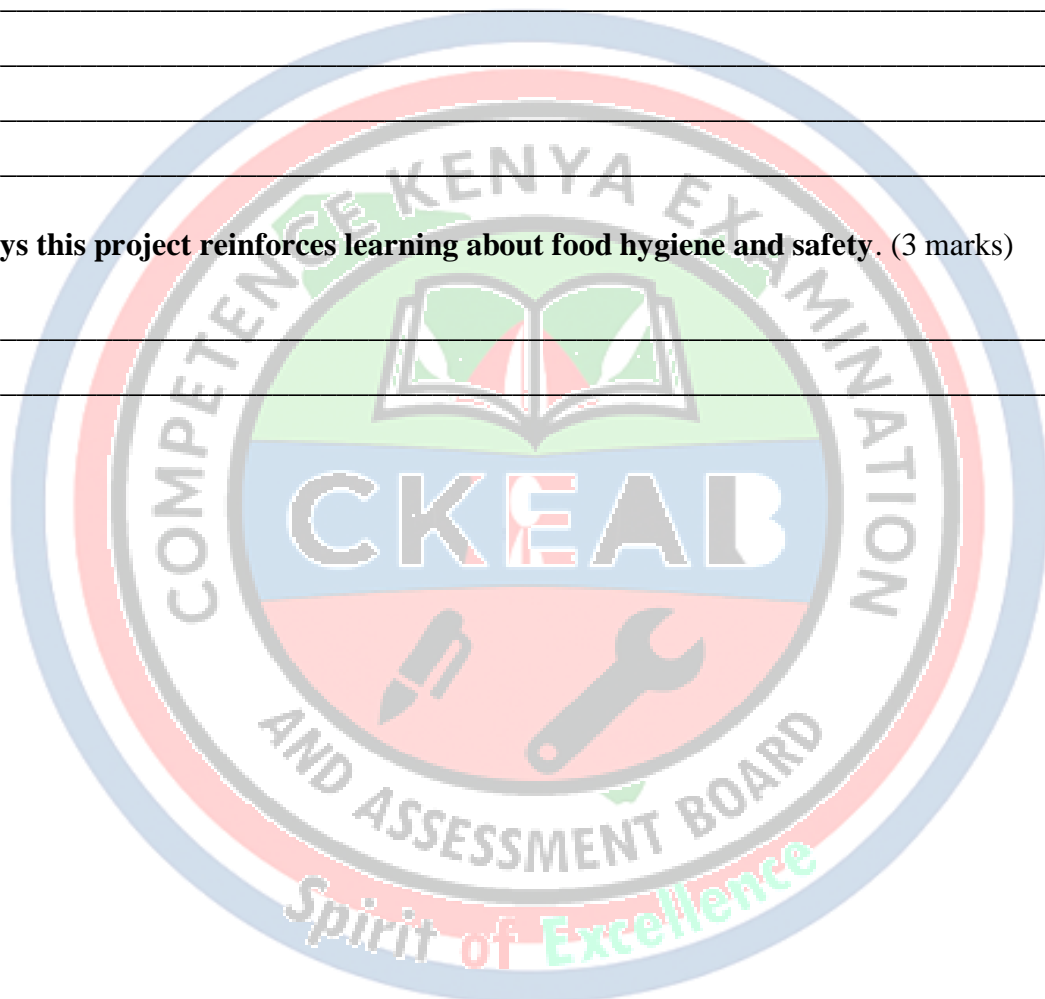 ys this project reinforces learning about food hygiene and safety. (3 marks)
COMPETENCE KENYA EXAMINATION
CKEAB
AND ASSESSMENT BOARD
Spirit of Excellence